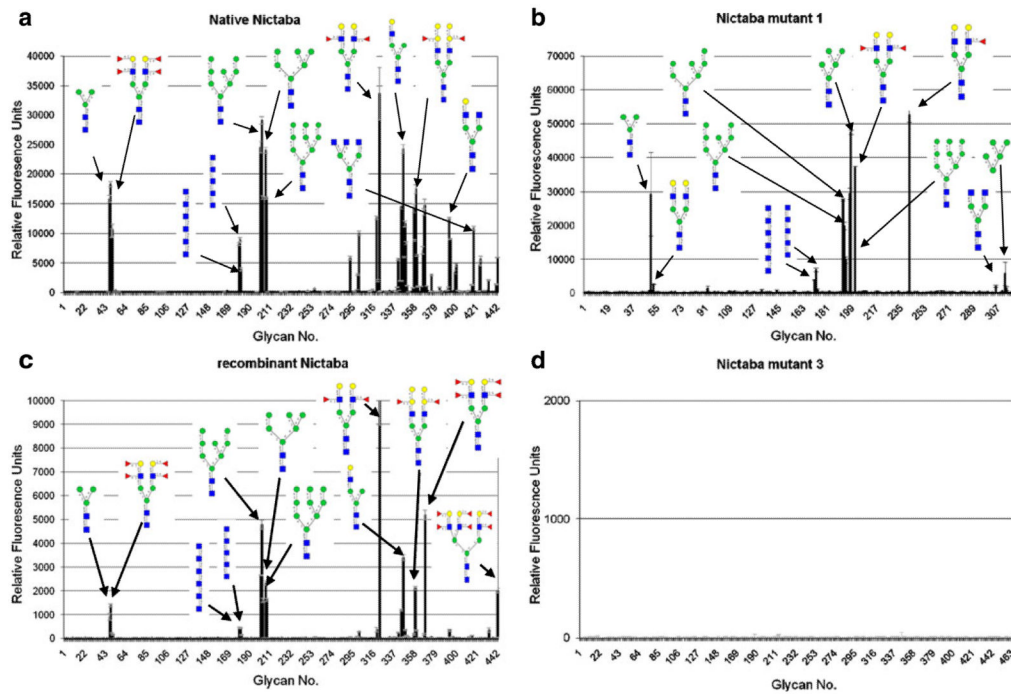 a
Native Nictaba
Relative Fluorescence Units
40000
35000
30000
25000
20000
15000
10000
5000
0
1 22 43 64 85 106 127 148 169 190 211 232 253 274 295 316 337 358 379 400 421 442
Glycan No.
b
Nictaba mutant 1
Relative Fluorescence Units
70000
60000
50000
40000
30000
20000
10000
0
1 19 37 55 73 91 109 127 145 163 181 199 217 235 253 271 289 307
Glycan No.
c
recombinant Nictaba
Relative Fluorescence Units
10000
9000
8000
7000
6000
5000
4000
3000
2000
1000
0
1 22 43 64 85 106 127 148 169 190 211 232 253 274 295 316 337 358 379 400 421 442
Glycan No.
d
Nictaba mutant 3
Relative Fluorescnce Units
2000
1000
0
1 22 43 64 85 106 127 148 169 190 211 232 253 274 295 316 337 358 379 400 421 442 463
Glycan No.